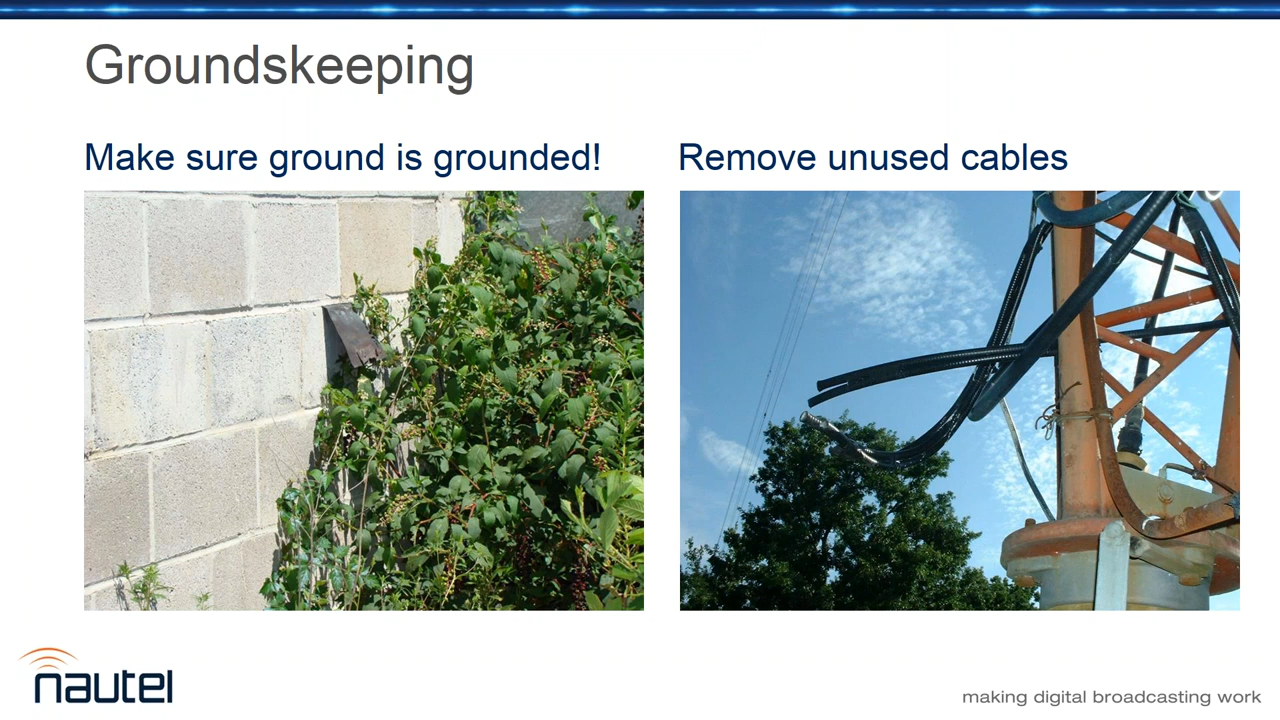 Groundskeeping
Make sure ground is grounded!
Remove unused cables
nautel
making digital broadcasting work